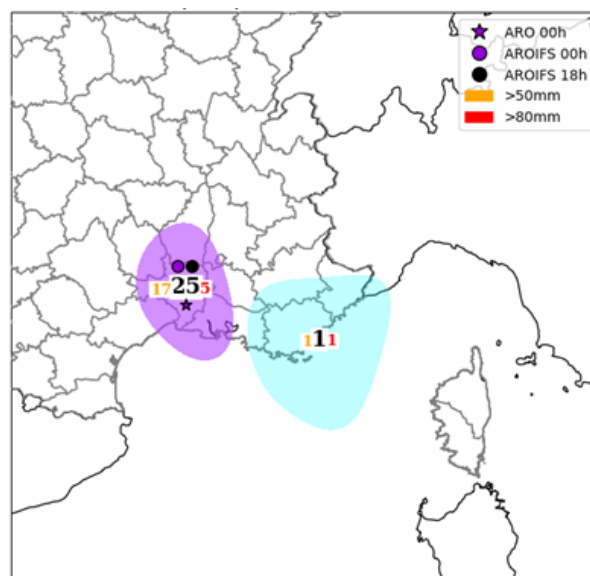 ARO 00h
AROIFS 00h
AROIFS 18h
>50mm
>80mm
17 25 5
1 1 1